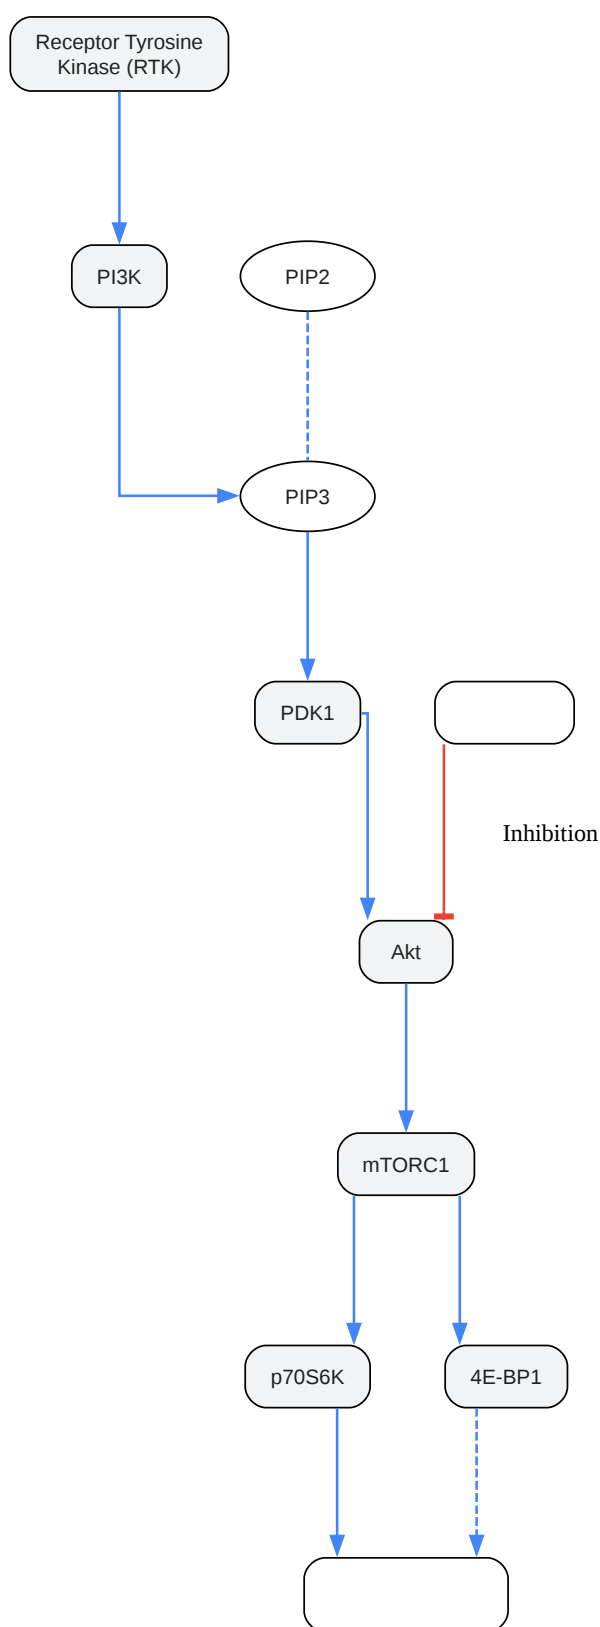 Receptor Tyrosine
Kinase (RTK)
PI3K
PIP2
PIP3
PDK1
Inhibition
Akt
mTORC1
p70S6K
4E-BP1